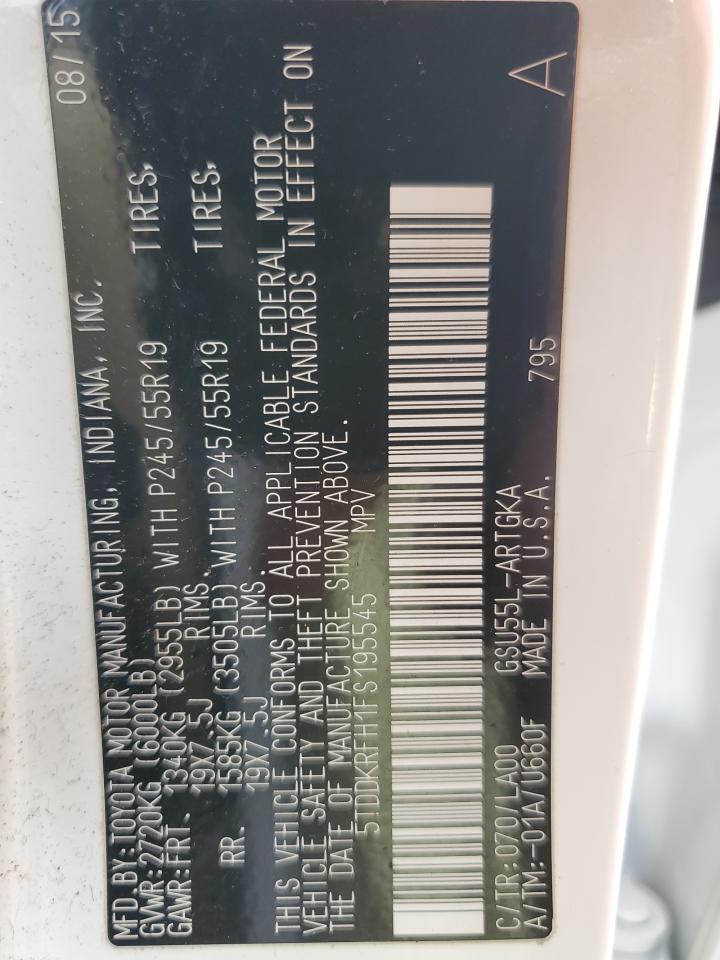 MFD.BY:TOYOTA MOTOR MANUFACTURING, INDIANA, INC. 08/15
GVWR:2720KG (6000LB)
GAWR:FRT. 1340KG (2955LB) WITH P245/55R19 TIRES,
19X7.5J RIMS.
RR. 1585KG (3505LB) WITH P245/55R19 TIRES,
19X7.5J RIMS.
THIS VEHICLE CONFORMS TO ALL APPLICABLE FEDERAL MOTOR
VEHICLE SAFETY AND THEFT PREVENTION STANDARDS IN EFFECT ON
THE DATE OF MANUFACTURE SHOWN ABOVE.
5TDDKRFH1FS195545 MPV
C/TR:070/LA00 GSU55L-ARTGKA
A/TM:-01A/U660F MADE IN U.S.A. 795 A